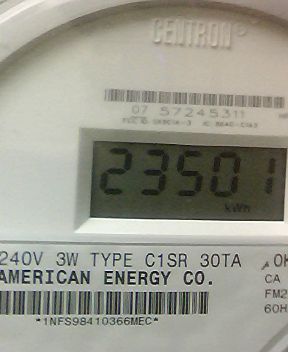 CENTRON®
07 57245311
23501
kWh
240V 3W TYPE C1SR 30TA
AMERICAN ENERGY CO.
CA
FM2
60H
*1NFS98410366MEC*